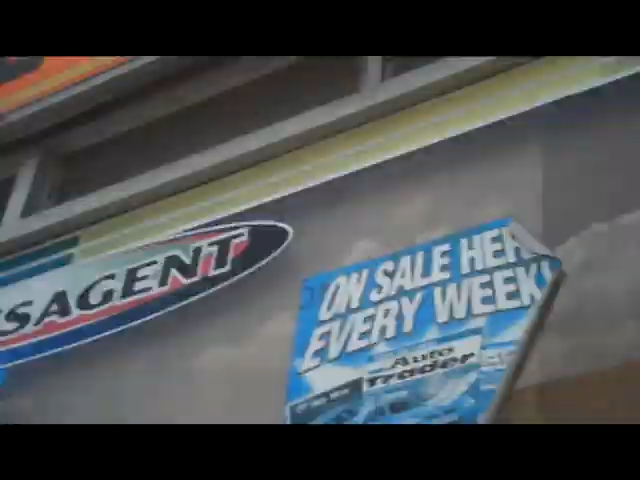 SAGENT
ON SALE HER
EVERY WEEK!
Auto
Trader